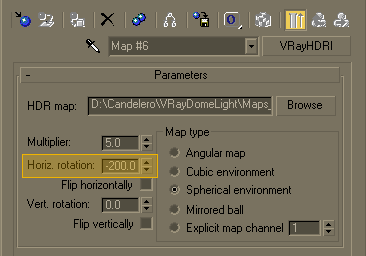 Map #6
VRayHDRI
- Parameters
HDR map: D:\Candelero\VRayDomeLight\Maps_ Browse
Multiplier: 5.0
Horiz. rotation: -200.0
Flip horizontally
Vert. rotation: 0.0
Flip vertically
Map type
Angular map
Cubic environment
Spherical environment
Mirrored ball
Explicit map channel 1